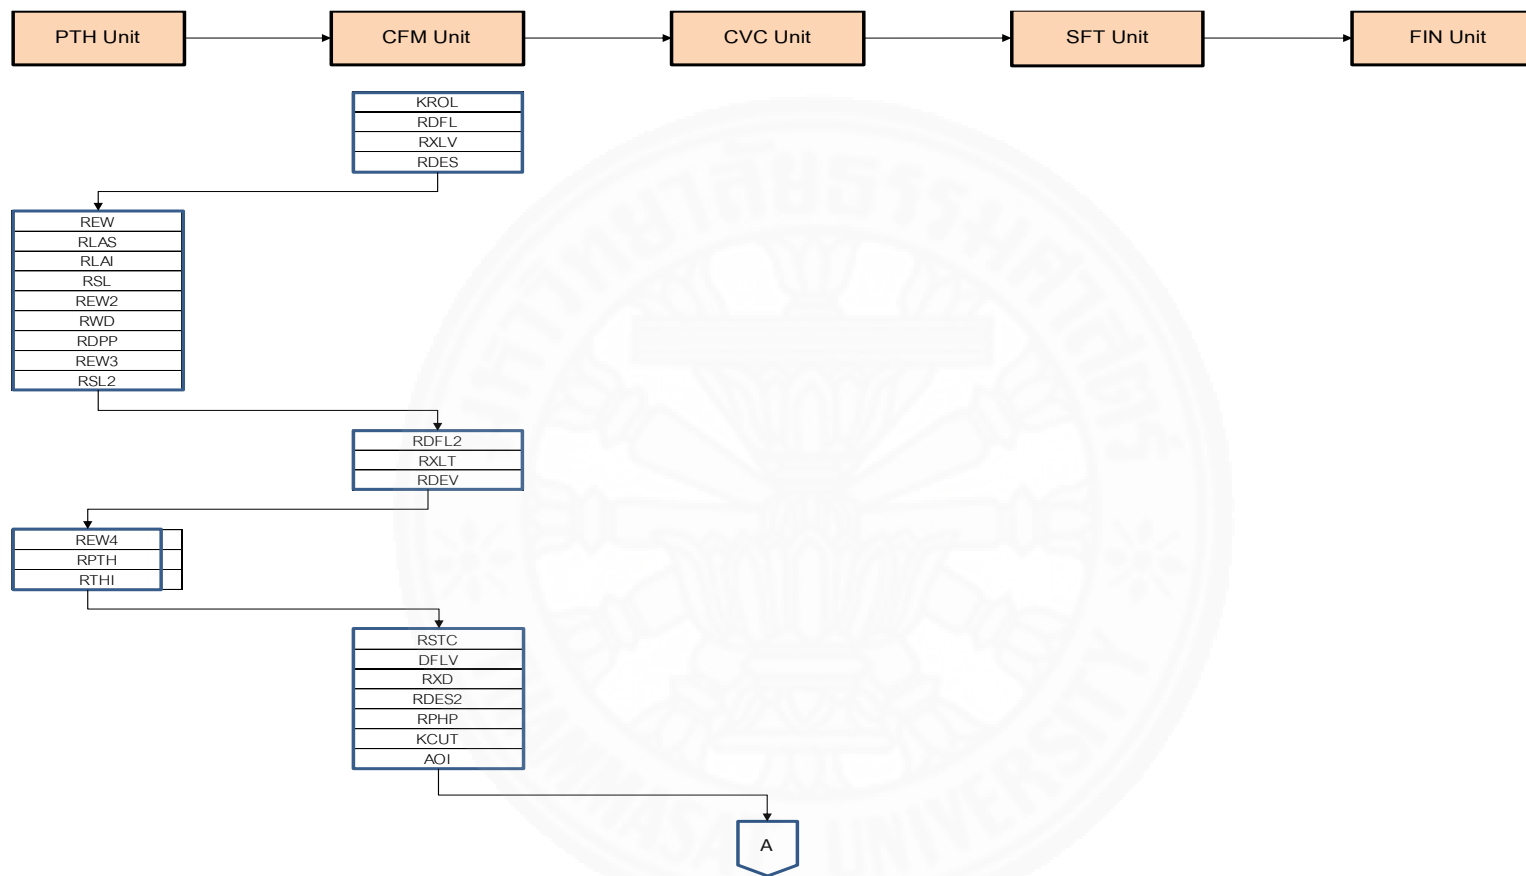 PTH Unit
CFM Unit
CVC Unit
SFT Unit
FIN Unit
KROL
RDFL
RXLV
RDES
REW
RLAS
RLAI
RSL
REW2
RWD
RDPP
REW3
RSL2
RDFL2
RXLT
RDEV
REW4
RPTH
RTHI
RSTC
DFLV
RXD
RDES2
RPHP
KCUT
AOI
A